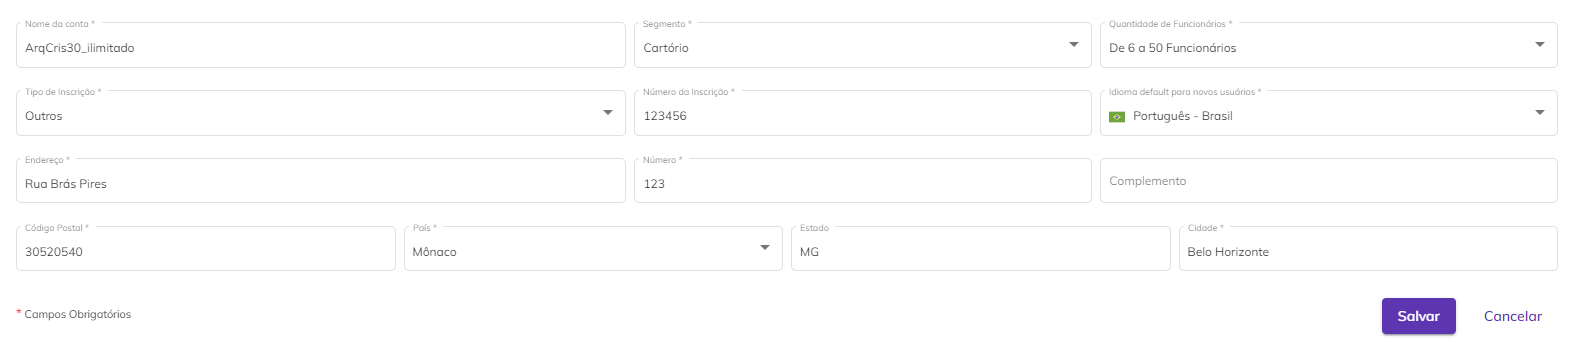 Nome da conta *
ArqCris30_ilimitado
Segmento *
Cartório
Quantidade de Funcionários *
De 6 a 50 Funcionários
Tipo de Inscrição *
Outros
Número da Inscrição *
123456
Idioma default para novos usuários *
Português - Brasil
Endereço *
Rua Brás Pires
Número *
123
Complemento
Código Postal *
30520540
País *
Mônaco
Estado
MG
Cidade *
Belo Horizonte
* Campos Obrigatórios
Salvar
Cancelar